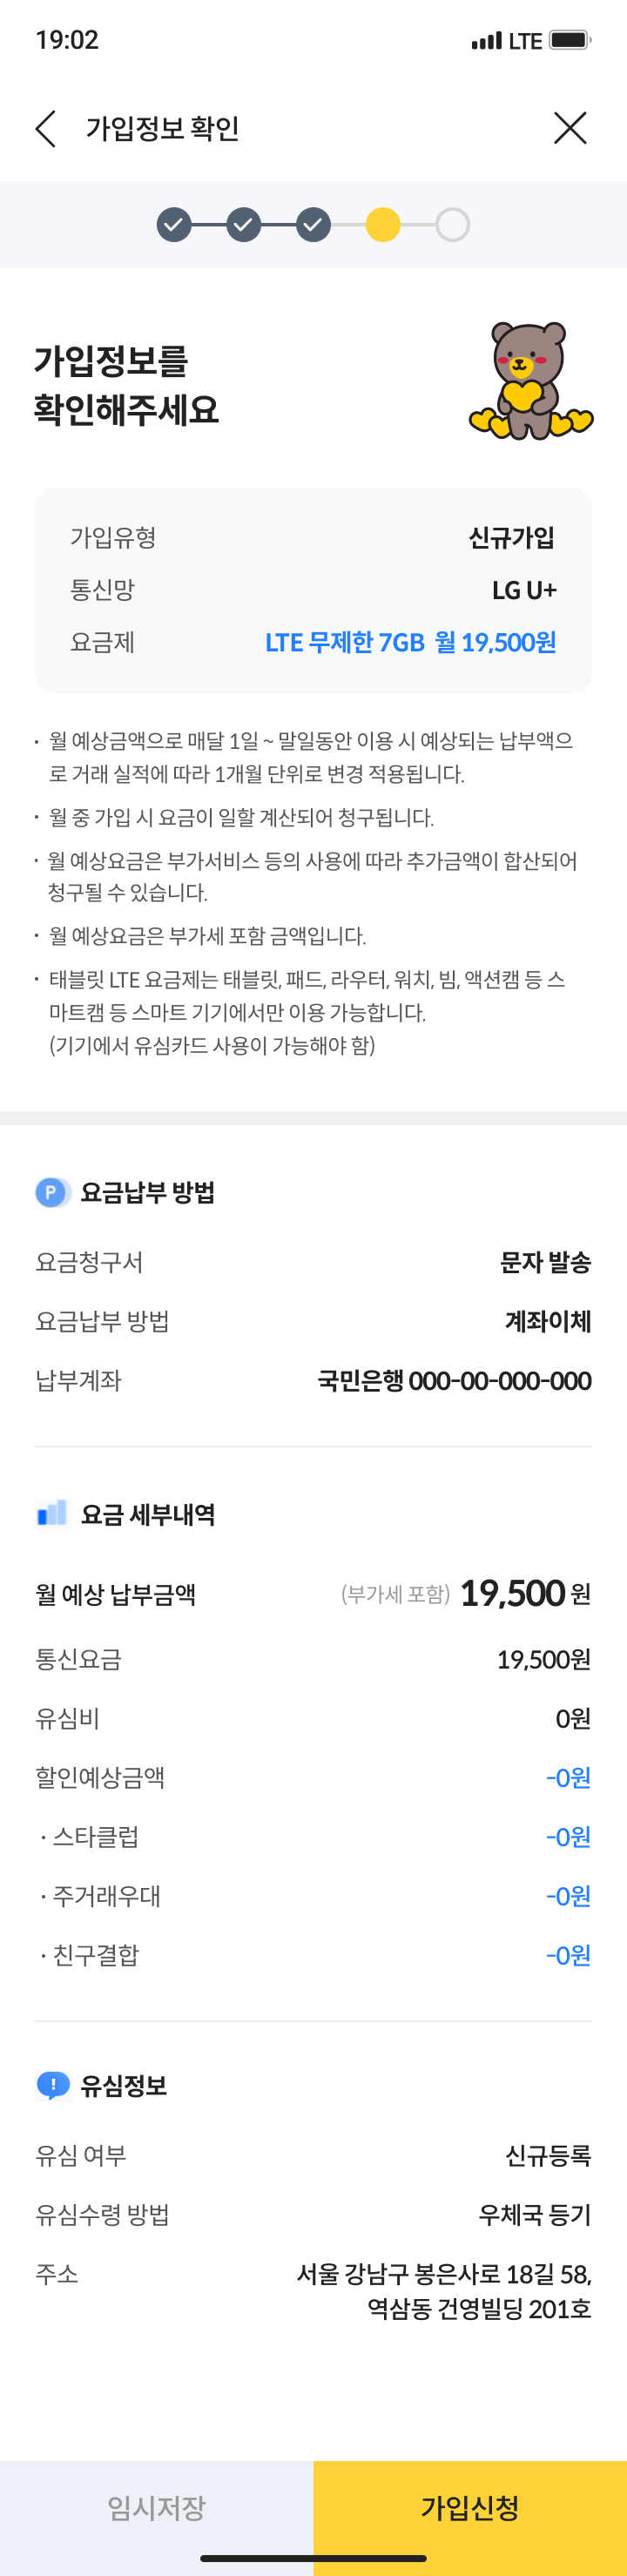 19:02 LTE
가입정보 확인
가입정보를
확인해주세요
가입유형 신규가입
통신망 LG U+
요금제 LTE 무제한 7GB 월 19,500원
· 월 예상금액으로 매달 1일 ~ 말일동안 이용 시 예상되는 납부액으
로 거래 실적에 따라 1개월 단위로 변경 적용됩니다.
· 월 중 가입 시 요금이 일할 계산되어 청구됩니다.
· 월 예상요금은 부가서비스 등의 사용에 따라 추가금액이 합산되어
청구될 수 있습니다.
· 월 예상요금은 부가세 포함 금액입니다.
· 태블릿 LTE 요금제는 태블릿, 패드, 라우터, 워치, 빔, 액션캠 등 스
마트캠 등 스마트 기기에서만 이용 가능합니다.
(기기에서 유심카드 사용이 가능해야 함)
P 요금납부 방법
요금청구서 문자 발송
요금납부 방법 계좌이체
납부계좌 국민은행 000-00-000-000
요금 세부내역
월 예상 납부금액 (부가세 포함) 19,500 원
통신요금 19,500원
유심비 0원
할인예상금액 -0원
· 스타클럽 -0원
· 주거래우대 -0원
· 친구결합 -0원
! 유심정보
유심 여부 신규등록
유심수령 방법 우체국 등기
주소 서울 강남구 봉은사로 18길 58,
역삼동 건영빌딩 201호
임시저장 가입신청